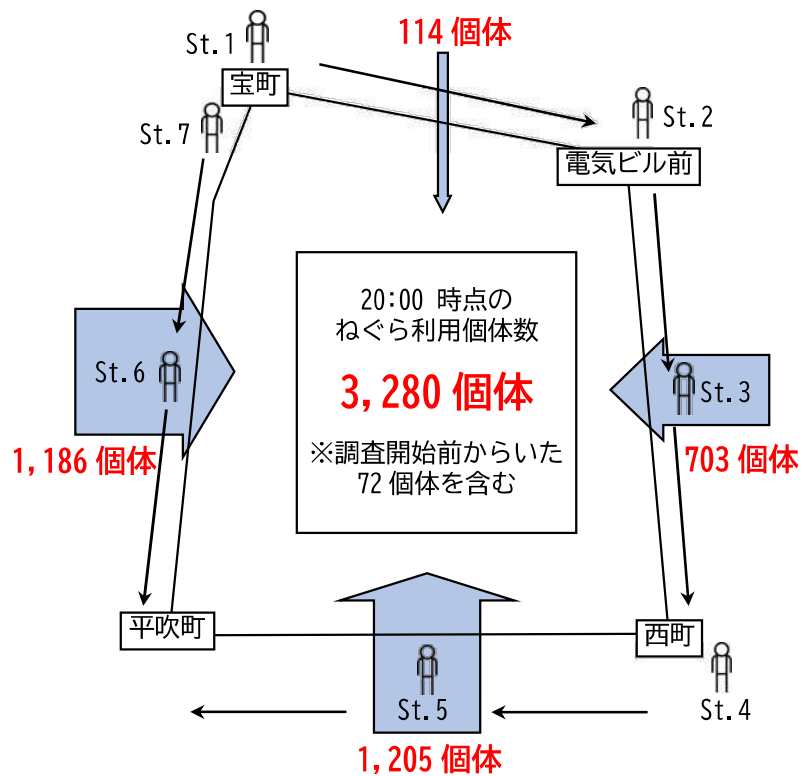 St.1
114 個体
宝町
St.7
St.2
電気ビル前
20:00 時点の
ねぐら利用個体数
3,280 個体
※調査開始前からいた
72 個体を含む
St.6
St.3
1,186 個体
703 個体
平吹町
西町
St.5
St.4
1,205 個体